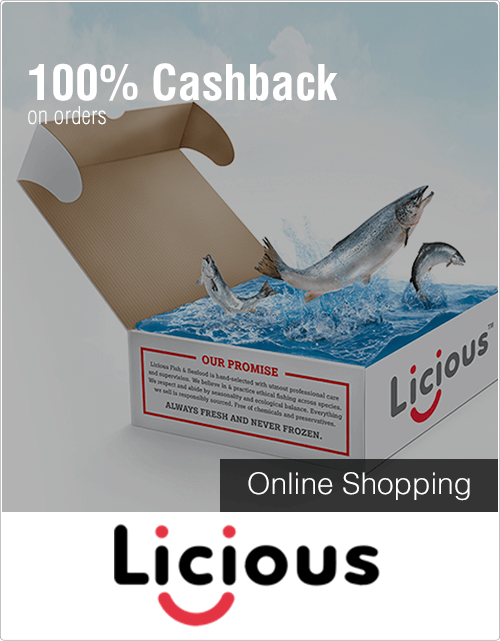 100% Cashback
on orders
OUR PROMISE
Licious Fish & Seafood is hand-selected with utmost professional care
and supervision. We believe in & practice ethical fishing across species.
We respect and abide by seasonality and ecological balance. Everything
we sell is responsibly sourced. Free of chemicals and preservatives.
ALWAYS FRESH AND NEVER FROZEN.
Licious™
Online Shopping
Licious